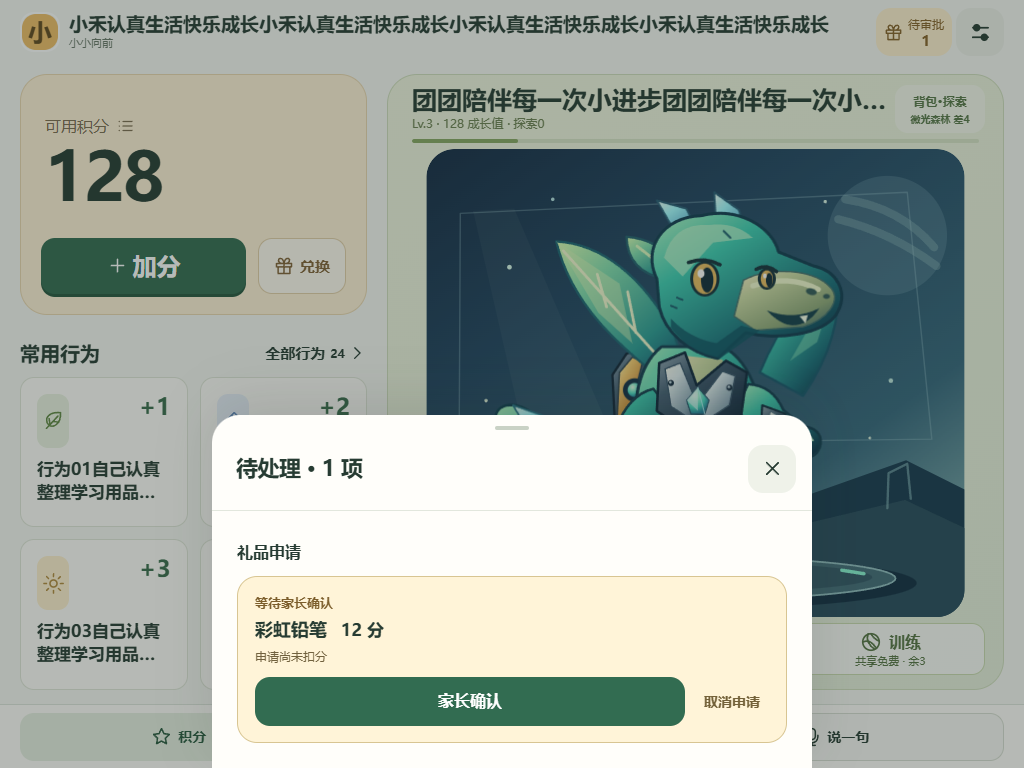 小
小禾认真生活快乐成长小禾认真生活快乐成长小禾认真生活快乐成长小禾认真生活快乐成长
小小向前
待审批
1
可用积分
128
+ 加分
兑换
团团陪伴每一次小进步团团陪伴每一次小...
Lv.3 · 128 成长值 · 探索0
背包•探索
微光森林 差4
常用行为
全部行为 24
+1
行为01自己认真
整理学习用品...
+2
+3
行为03自己认真
整理学习用品...
待处理 • 1 项
礼品申请
等待家长确认
彩虹铅笔 12 分
申请尚未扣分
家长确认
取消申请
训练
共享免费 · 余3
积分
说一句